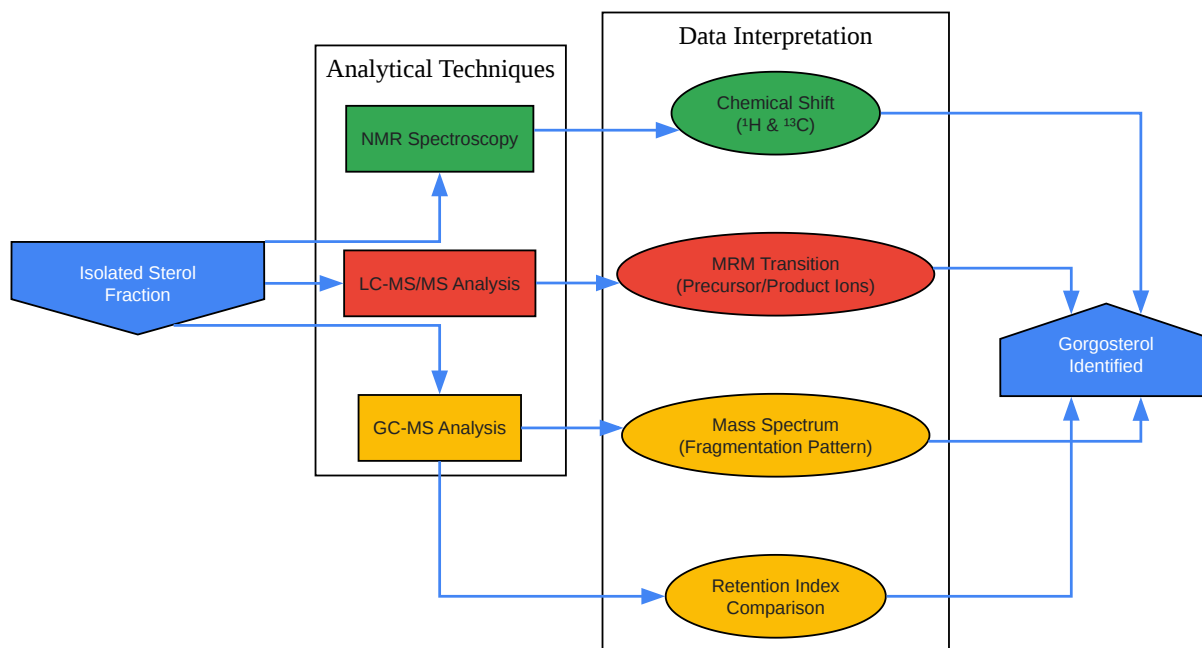 Data Interpretation
Analytical Techniques
Chemical Shift
(¹H & ¹³C)
NMR Spectroscopy
Isolated Sterol
Fraction
LC-MS/MS Analysis
MRM Transition
(Precursor/Product Ions)
Gorgosterol
Identified
GC-MS Analysis
Mass Spectrum
(Fragmentation Pattern)
Retention Index
Comparison